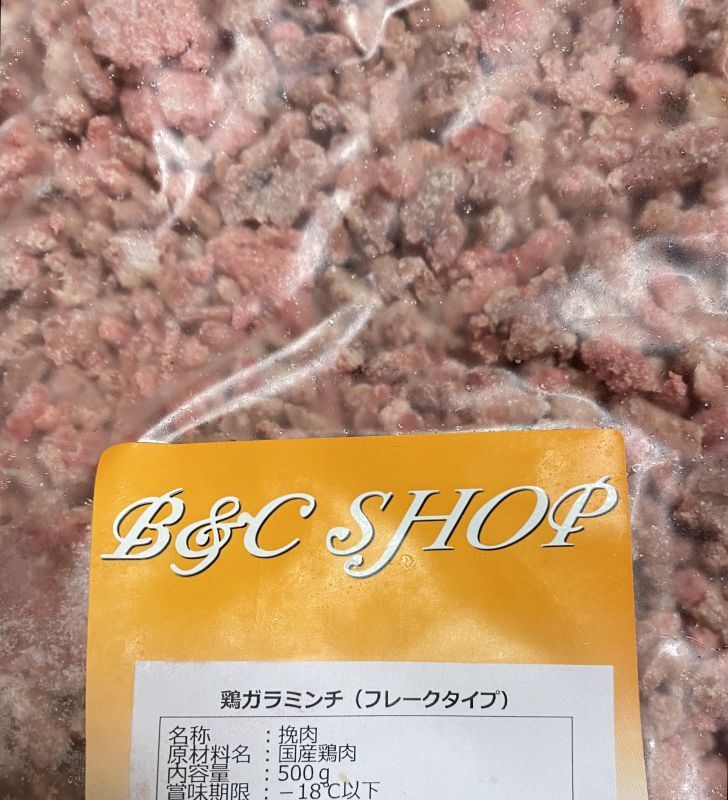 B&C SHOP
鶏ガラミンチ（フレークタイプ）
名称　　：挽肉
原材料名：国産鶏肉
内容量　：500g
賞味期限：－18℃以下